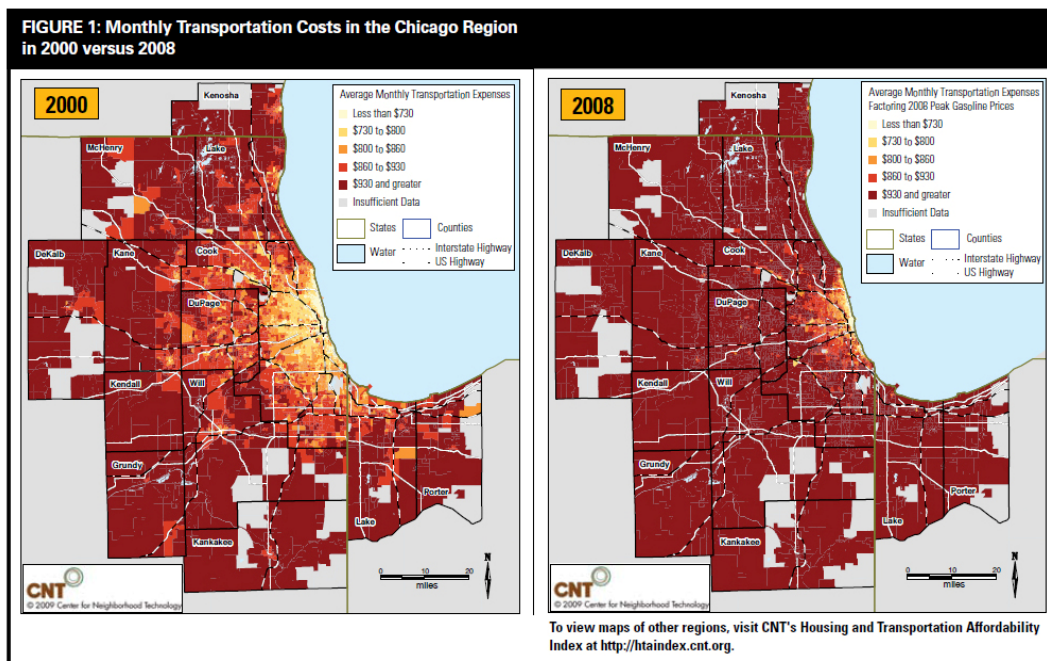 FIGURE 1: Monthly Transportation Costs in the Chicago Region
in 2000 versus 2008
2000
Kenosha
McHenry
Lake
DeKalb
Kane
Cook
DuPage
Kendall
Will
Grundy
Porter
Lake
Kankakee
Average Monthly Transportation Expenses
Less than $730
$730 to $800
$800 to $860
$860 to $930
$930 and greater
Insufficient Data
States
Counties
Water
Interstate Highway
US Highway
CNT
© 2009 Center for Neighborhood Technology
0 10 20
miles
N
2008
Kenosha
McHenry
Lake
DeKalb
Kane
Cook
DuPage
Kendall
Will
Grundy
Porter
Lake
Kankakee
Average Monthly Transportation Expenses
Factoring 2008 Peak Gasoline Prices
Less than $730
$730 to $800
$800 to $860
$860 to $930
$930 and greater
Insufficient Data
States
Counties
Water
Interstate Highway
US Highway
CNT
© 2009 Center for Neighborhood Technology
0 10 20
miles
N
To view maps of other regions, visit CNT's Housing and Transportation Affordability
Index at http://htaindex.cnt.org.